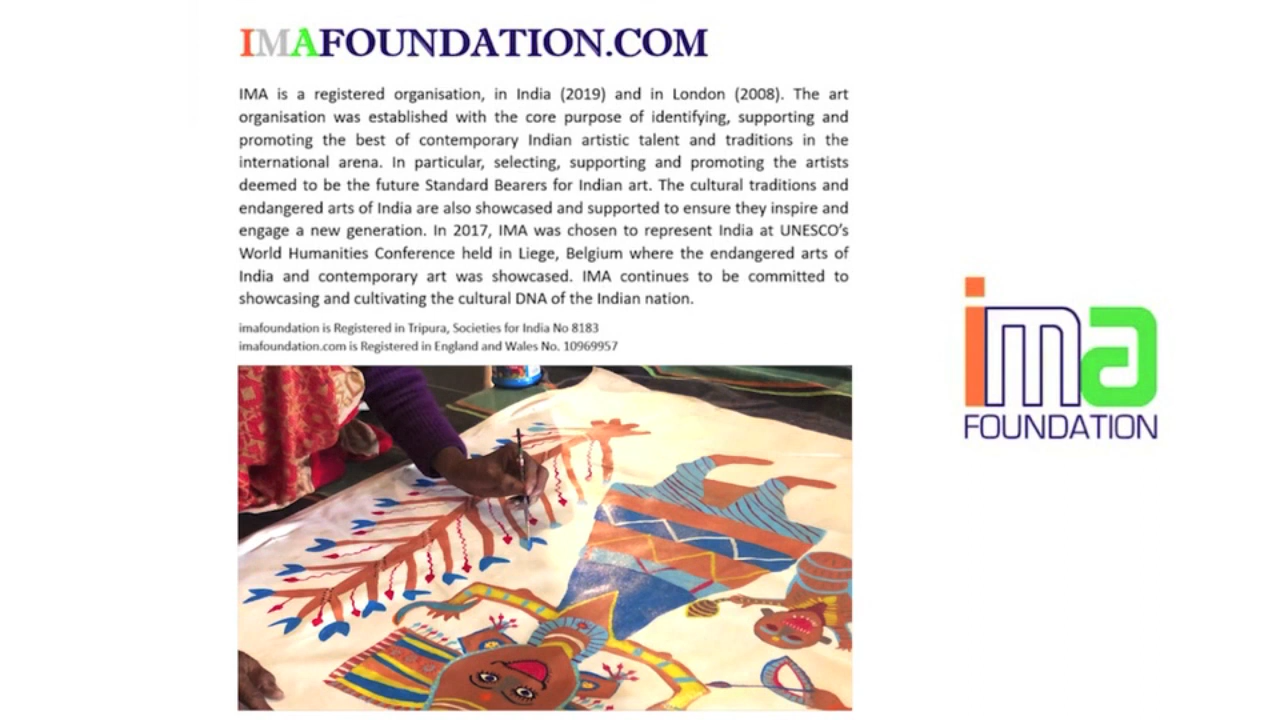 IMAFOUNDATION.COM
IMA is a registered organisation, in India (2019) and in London (2008). The art
organisation was established with the core purpose of identifying, supporting and
promoting the best of contemporary Indian artistic talent and traditions in the
international arena. In particular, selecting, supporting and promoting the artists
deemed to be the future Standard Bearers for Indian art. The cultural traditions and
endangered arts of India are also showcased and supported to ensure they inspire and
engage a new generation. In 2017, IMA was chosen to represent India at UNESCO's
World Humanities Conference held in Liege, Belgium where the endangered arts of
India and contemporary art was showcased. IMA continues to be committed to
showcasing and cultivating the cultural DNA of the Indian nation.
imafoundation is Registered in Tripura, Societies for India No 8183
imafoundation.com is Registered in England and Wales No. 10969957
ima
FOUNDATION